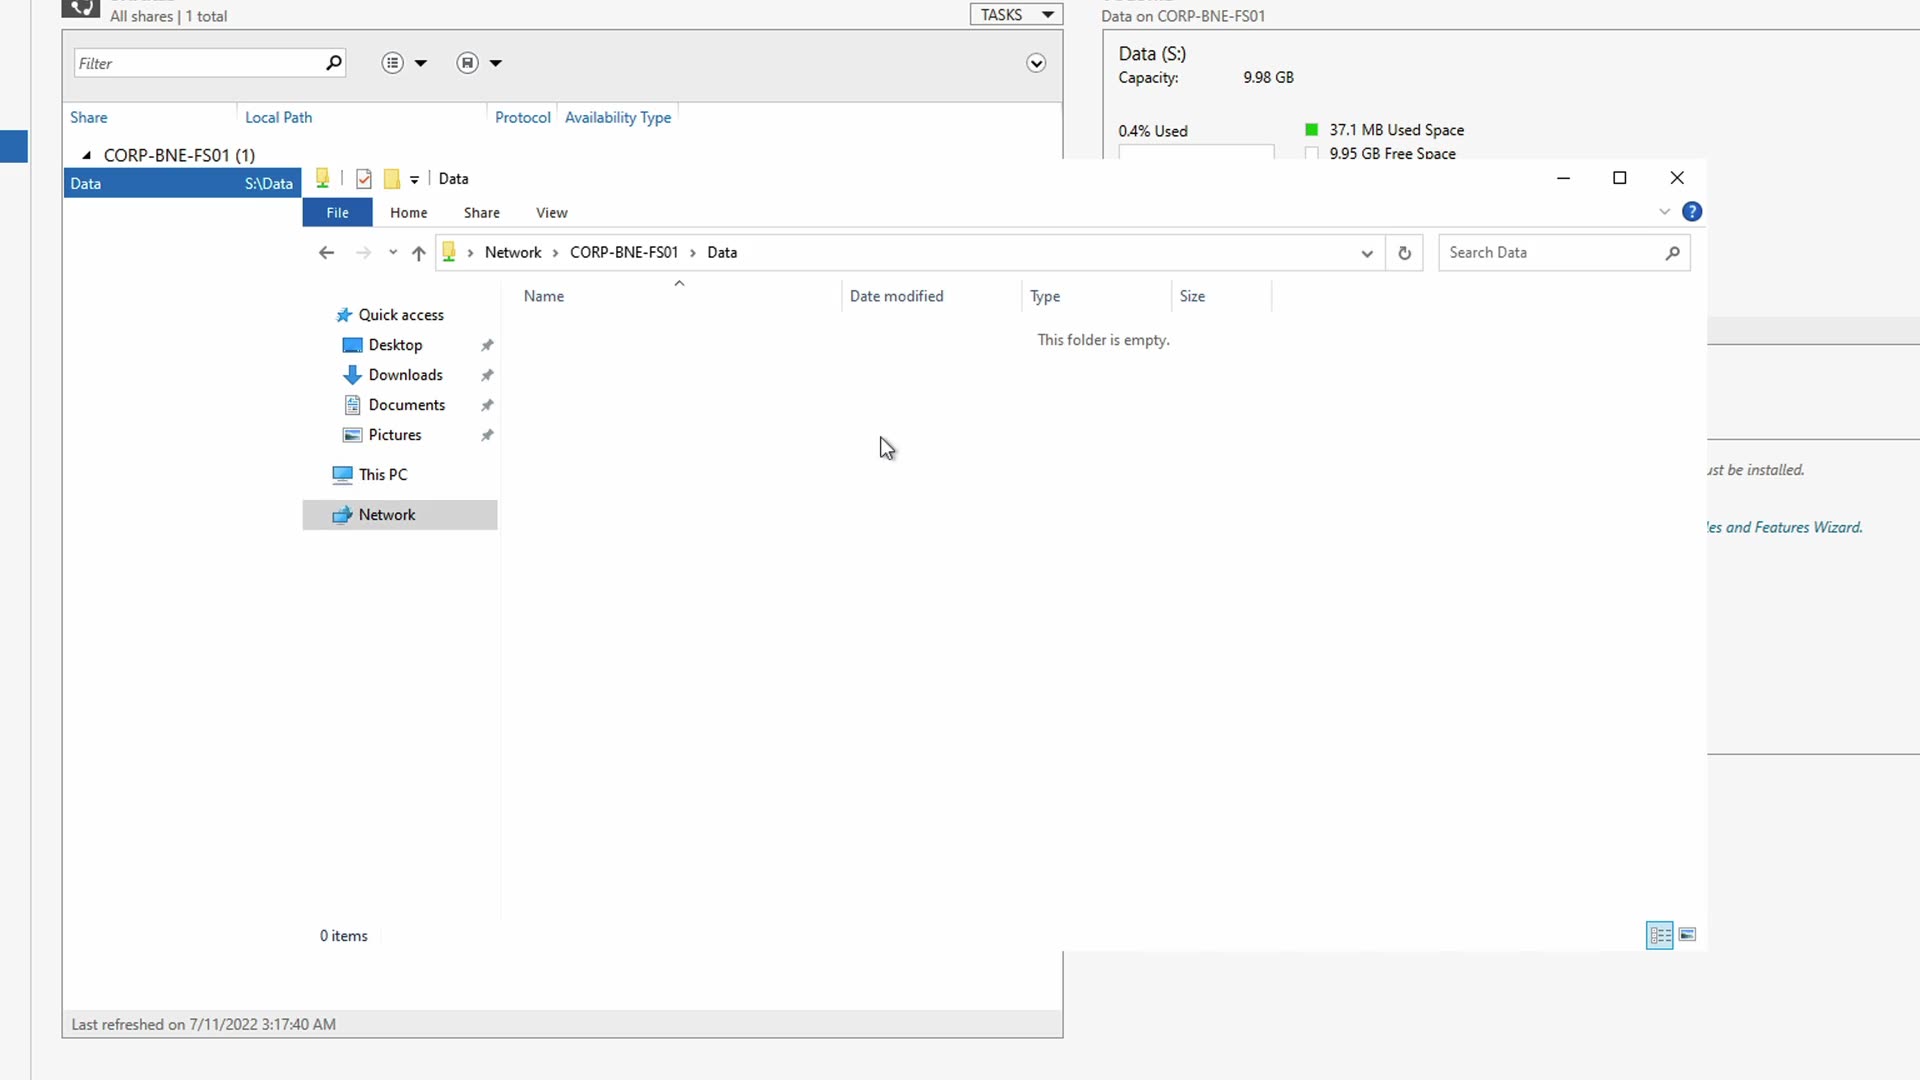 All shares | 1 total
TASKS
Filter
Share
Local Path
Protocol
Availability Type
CORP-BNE-FS01 (1)
Data
S:\Data
Data on CORP-BNE-FS01
Data (S:)
Capacity:
9.98 GB
0.4% Used
37.1 MB Used Space
9.95 GB Free Space
Data
File
Home
Share
View
Network
CORP-BNE-FS01
Data
Search Data
Name
Date modified
Type
Size
This folder is empty.
Quick access
Desktop
Downloads
Documents
Pictures
This PC
Network
be installed.
and Features Wizard.
0 items
Last refreshed on 7/11/2022 3:17:40 AM